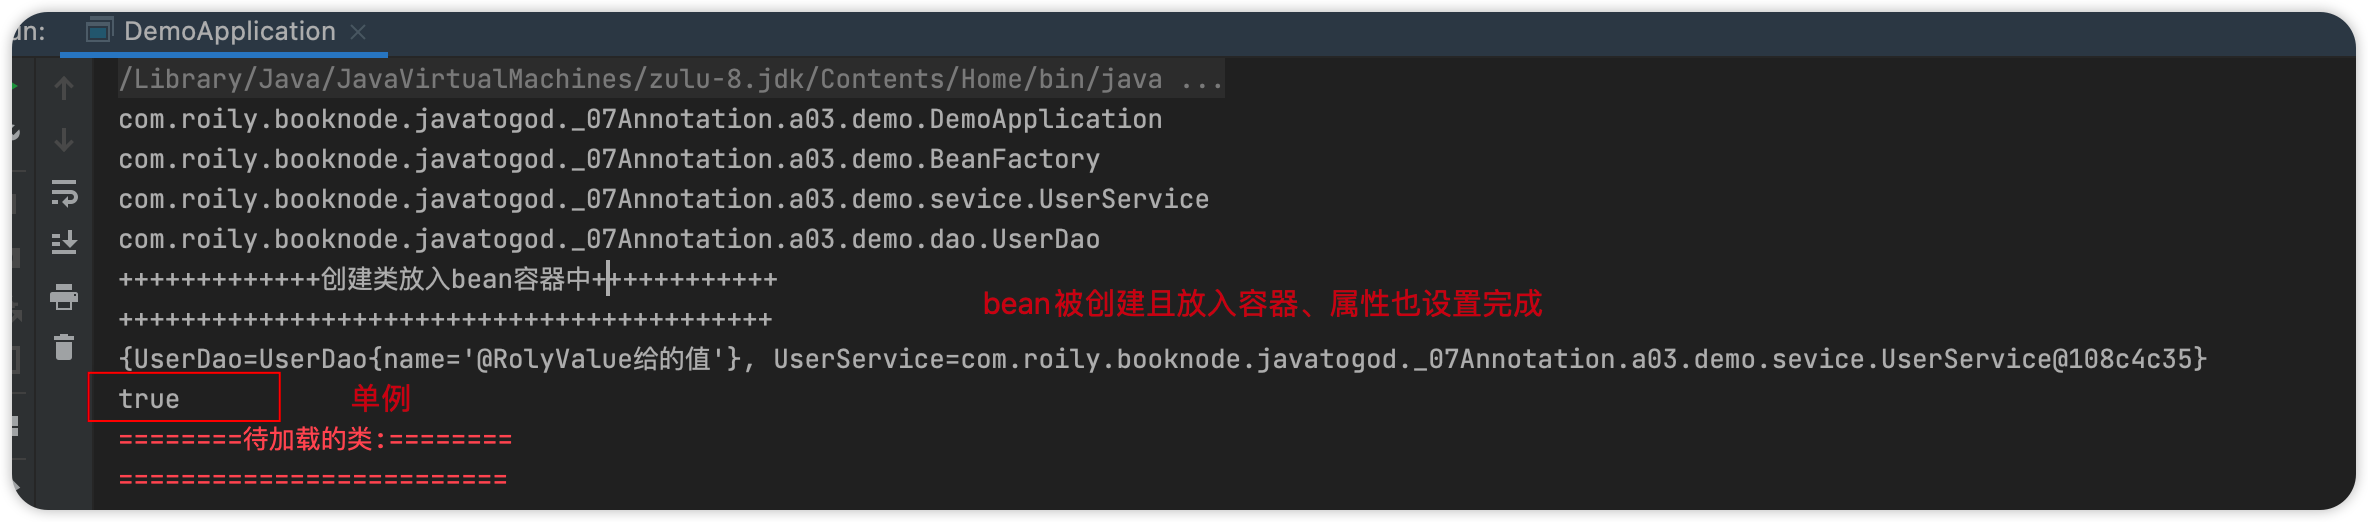 un:
DemoApplication
/Library/Java/JavaVirtualMachines/zulu-8.jdk/Contents/Home/bin/java ...
com.roily.booknode.javatogod._07Annotation.a03.demo.DemoApplication
com.roily.booknode.javatogod._07Annotation.a03.demo.BeanFactory
com.roily.booknode.javatogod._07Annotation.a03.demo.sevice.UserService
com.roily.booknode.javatogod._07Annotation.a03.demo.dao.UserDao
+++++++++++++创建类放入bean容器中++++++++++++
bean被创建且放入容器、属性也设置完成
++++++++++++++++++++++++++++++++++++++++++
{UserDao=UserDao{name='@RolyValue给的值'}, UserService=com.roily.booknode.javatogod._07Annotation.a03.demo.sevice.UserService@108c4c35}
true
单例
========待加载的类:========
=========================